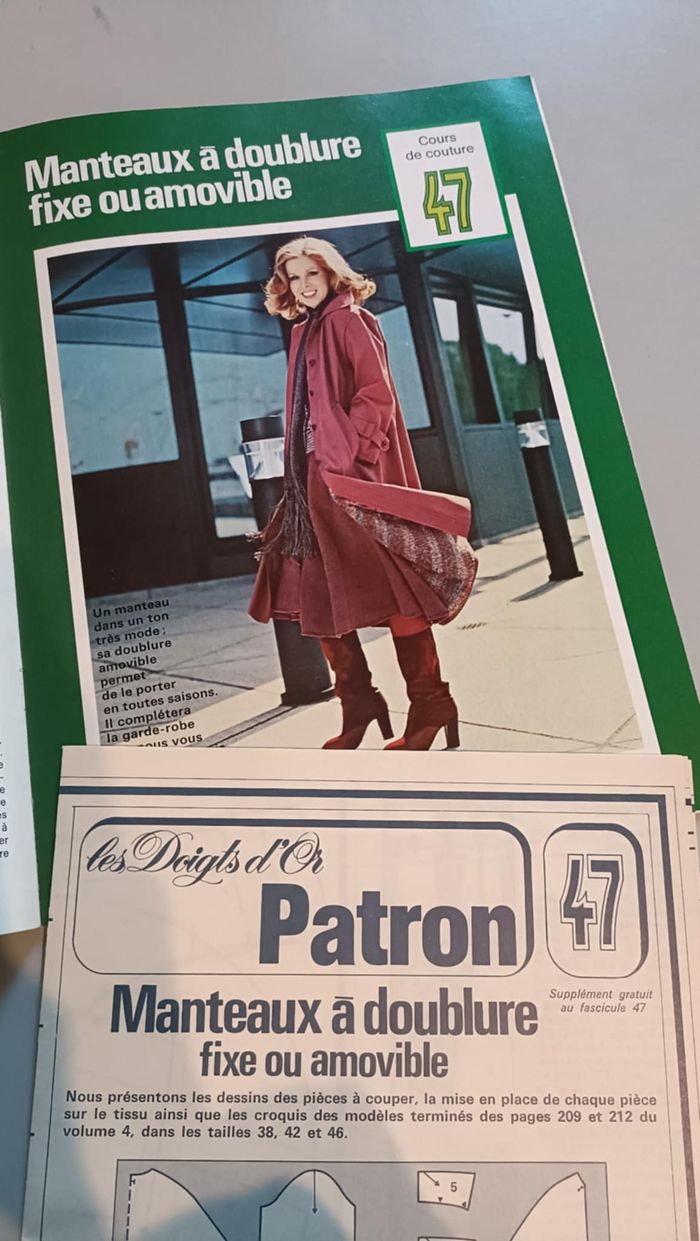 Manteaux à doublure
fixe ou amovible
Cours
de couture
47
Un manteau
dans un ton
très mode ;
sa doublure
amovible
permet
de le porter
en toutes saisons.
Il complétera
la garde-robe
vous
e
e
es
à
er
re
les Doigts d'Or
Patron
47
Manteaux à doublure
fixe ou amovible
Supplément gratuit
au fascicule 47
Nous présentons les dessins des pièces à couper, la mise en place de chaque pièce
sur le tissu ainsi que les croquis des modèles terminés des pages 209 et 212 du
volume 4, dans les tailles 38, 42 et 46.
5